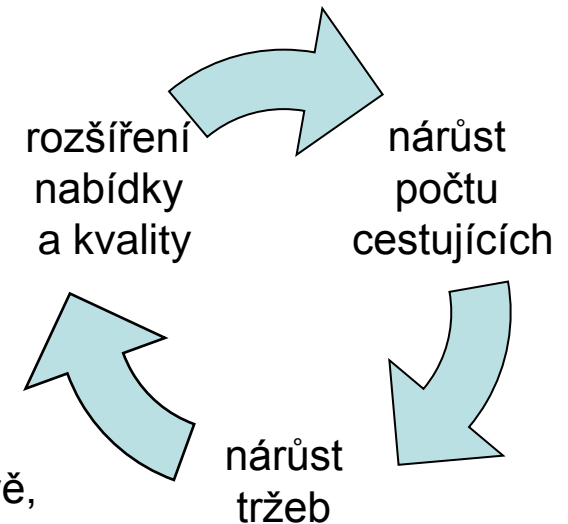 rozšíření
nabídky
a kvality
nárůst
počtu
cestujících
nárůst
tržeb